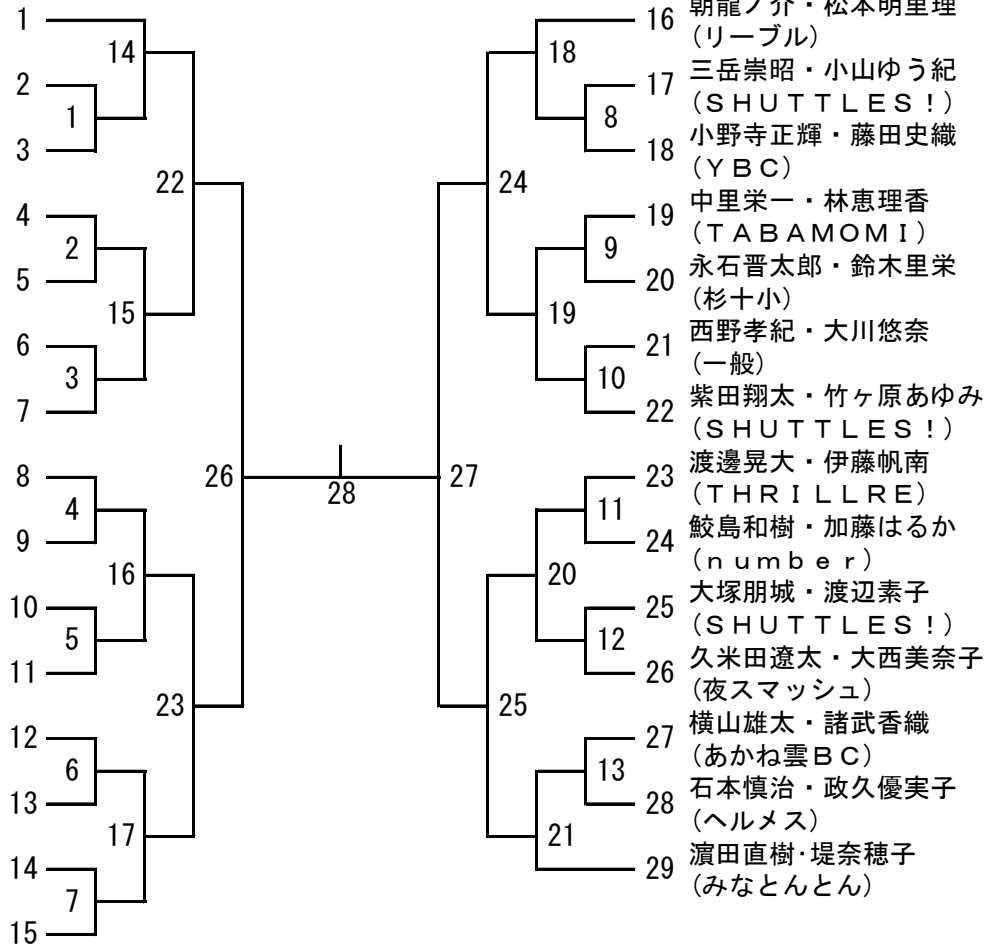 1
14
2
1
3
22
4
2
5
15
6
3
7
26
8
4
9
16
10
5
11
23
12
6
13
17
14
7
15
28
27
24
18
8
19
9
10
25
20
11
12
21
13
16 朝龍ノ介・松本明里理
(リーブル)
17 三岳崇昭・小山ゆう紀
(ＳＨＵＴＴＬＥＳ！)
18 小野寺正輝・藤田史織
(ＹＢＣ)
19 中里栄一・林恵理香
(ＴＡＢＡＭＯＭＩ)
20 永石晋太郎・鈴木里栄
(杉十小)
21 西野孝紀・大川悠奈
(一般)
22 紫田翔太・竹ヶ原あゆみ
(ＳＨＵＴＴＬＥＳ！)
23 渡邊晃大・伊藤帆南
(ＴＨＲＩＬＬＲＥ)
24 鮫島和樹・加藤はるか
(ｎｕｍｂｅｒ)
25 大塚朋城・渡辺素子
(ＳＨＵＴＴＬＥＳ！)
26 久米田遼太・大西美奈子
(夜スマッシュ)
27 横山雄太・諸武香織
(あかね雲ＢＣ)
28 石本慎治・政久優実子
(ヘルメス)
29 濵田直樹･堤奈穂子
(みなとんとん)